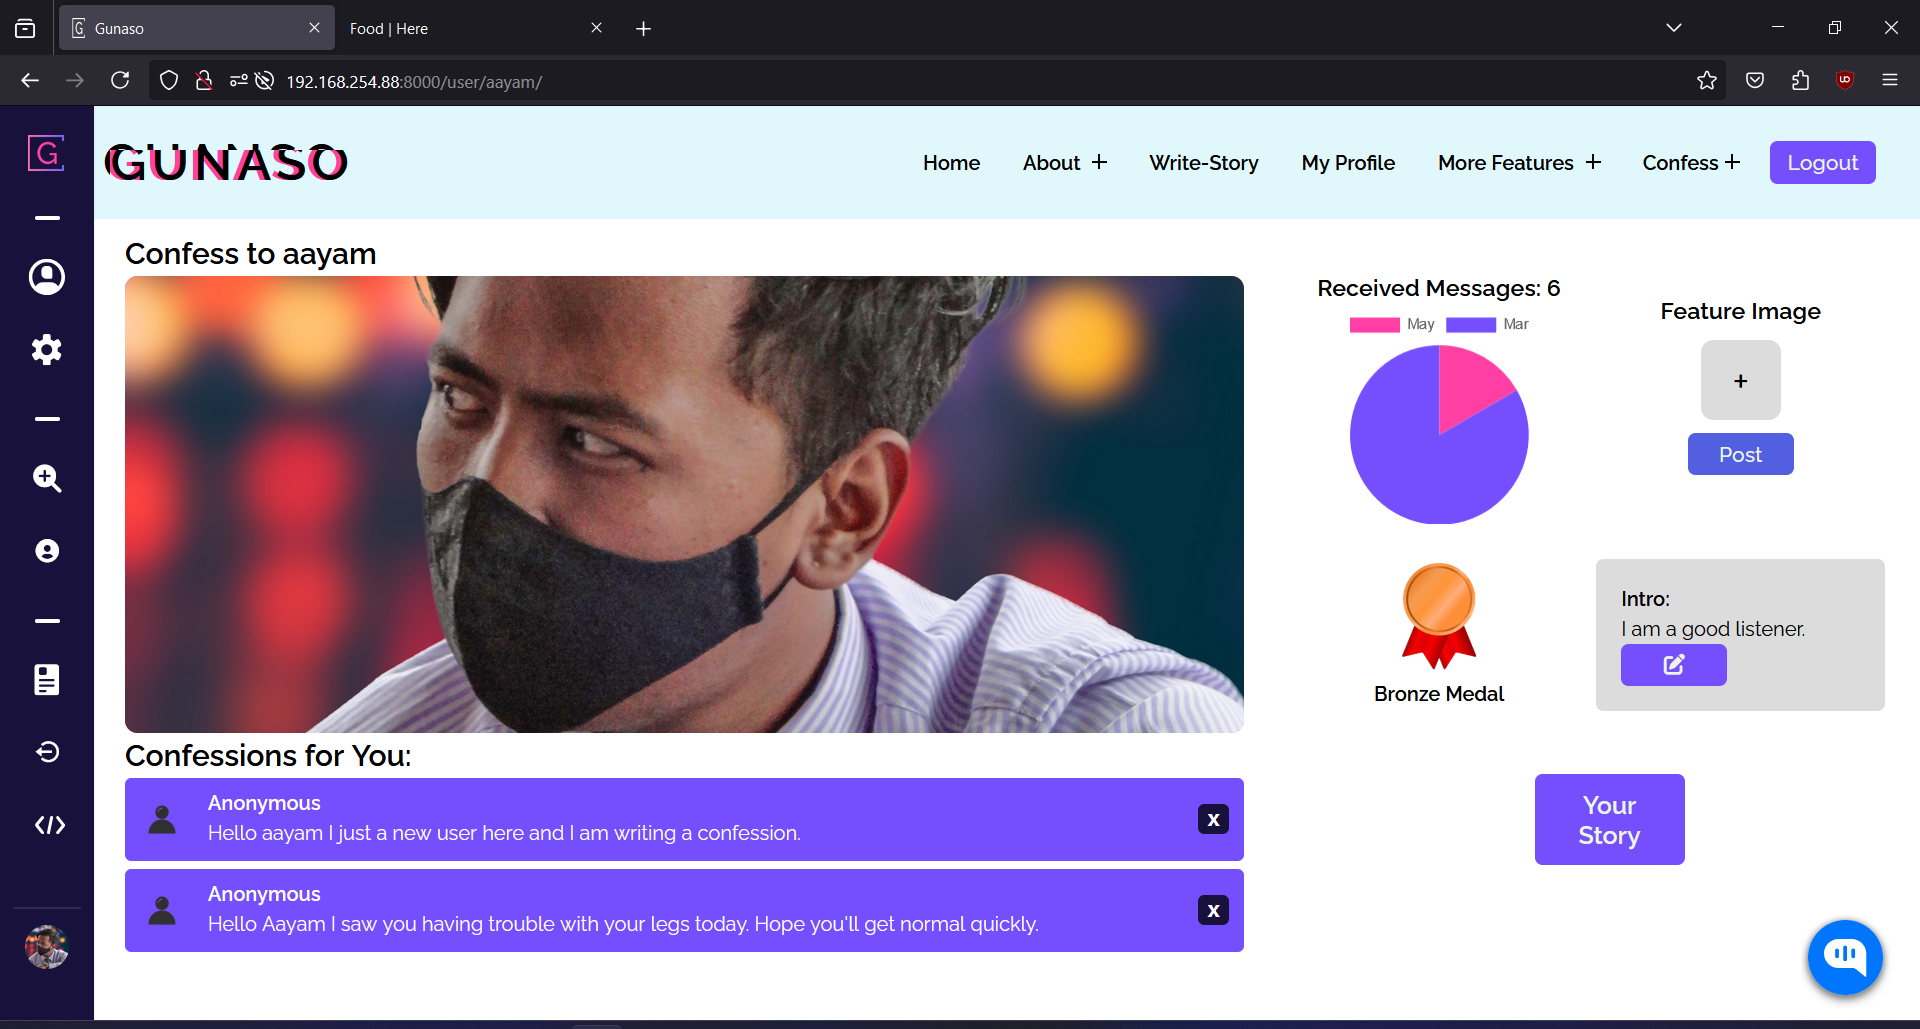 Gunaso
Food | Here
192.168.254.88:8000/user/aayam/
G
GUNASO
Home
About +
Write-Story
My Profile
More Features +
Confess +
Logout
Confess to aayam
Received Messages: 6
May
Mar
Feature Image
+
Post
Bronze Medal
Intro:
I am a good listener.
Confessions for You:
Anonymous
Hello aayam I just a new user here and I am writing a confession.
x
Anonymous
Hello Aayam I saw you having trouble with your legs today. Hope you'll get normal quickly.
x
Your
Story